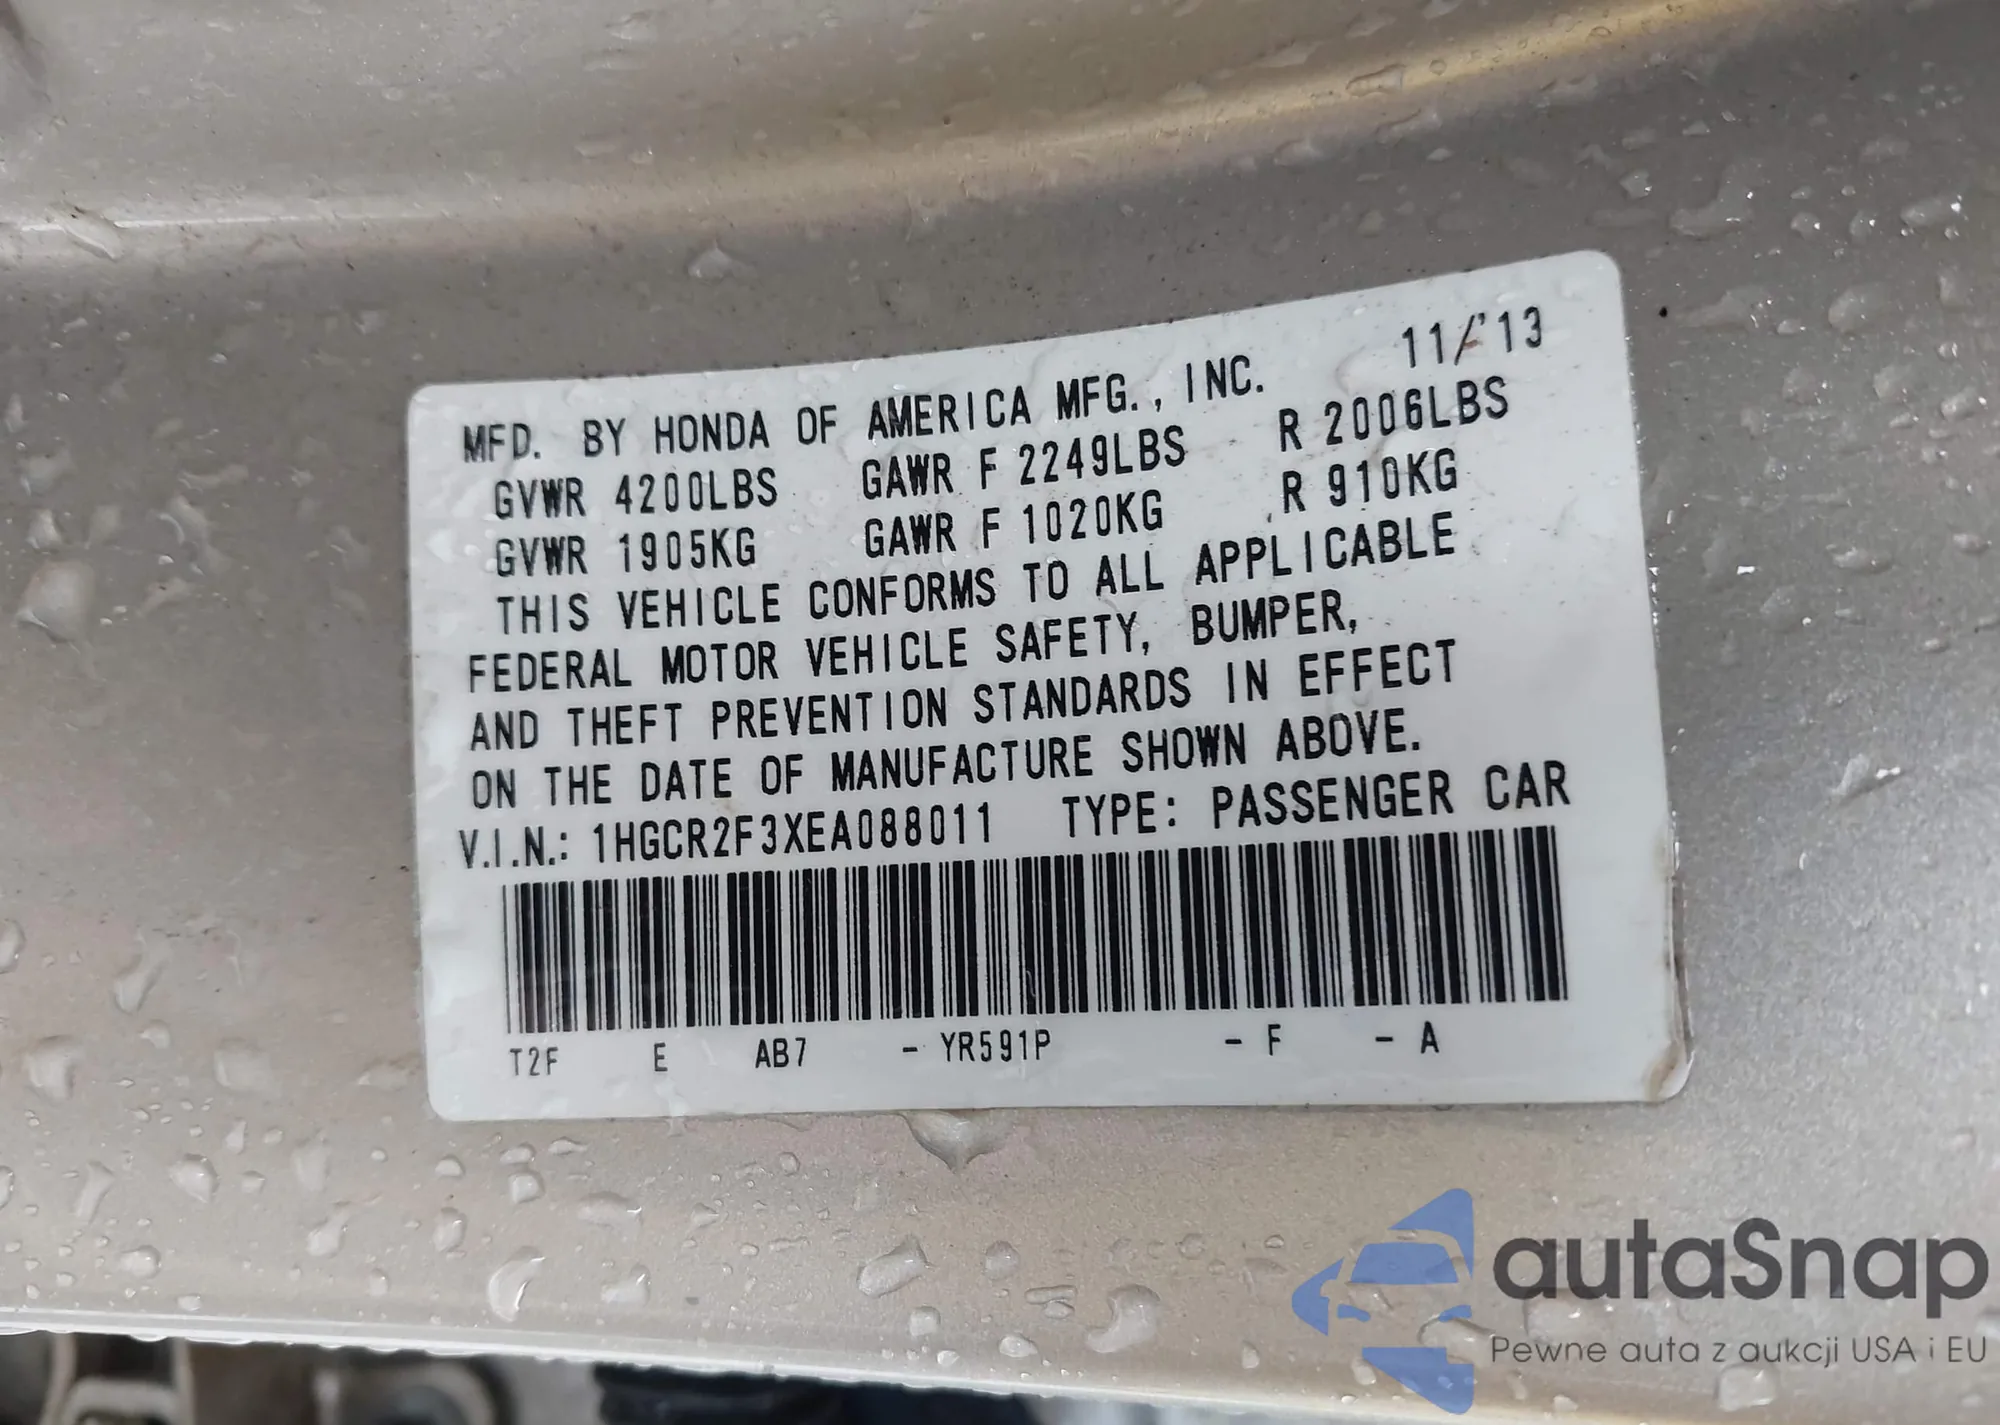 MFD. BY HONDA OF AMERICA MFG., INC. 11/'13
GVWR 4200LBS GAWR F 2249LBS R 2006LBS
GVWR 1905KG GAWR F 1020KG R 910KG
THIS VEHICLE CONFORMS TO ALL APPLICABLE
FEDERAL MOTOR VEHICLE SAFETY, BUMPER,
AND THEFT PREVENTION STANDARDS IN EFFECT
ON THE DATE OF MANUFACTURE SHOWN ABOVE.
V.I.N.: 1HGCR2F3XEA088011 TYPE: PASSENGER CAR
T2F E AB7 - YR591P - F - A
autaSnap
Pewne auta z aukcji USA i EU